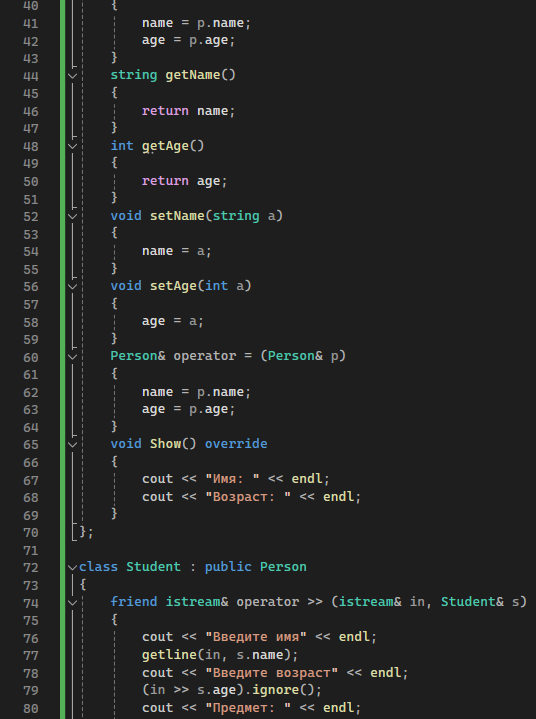 40 {
41 name = p.name;
42 age = p.age;
43 }
44 string getName()
45 {
46 return name;
47 }
48 int getAge()
49 {
50 return age;
51 }
52 void setName(string a)
53 {
54 name = a;
55 }
56 void setAge(int a)
57 {
58 age = a;
59 }
60 Person& operator = (Person& p)
61 {
62 name = p.name;
63 age = p.age;
64 }
65 void Show() override
66 {
67 cout << "Имя: " << endl;
68 cout << "Возраст: " << endl;
69 }
70 };
71
72 class Student : public Person
73 {
74 friend istream& operator >> (istream& in, Student& s)
75 {
76 cout << "Введите имя" << endl;
77 getline(in, s.name);
78 cout << "Введите возраст" << endl;
79 (in >> s.age).ignore();
80 cout << "Предмет: " << endl;